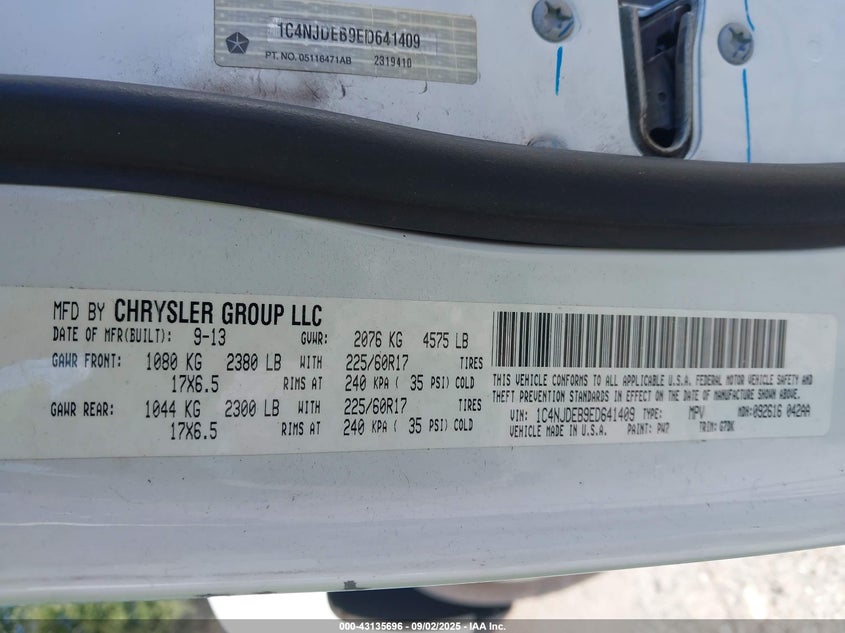 1C4NJDEB9ED641409
PT. NO. 05116471AB 2319410
MFD BY CHRYSLER GROUP LLC
DATE OF MFR(BUILT): 9-13 GVWR: 2076 KG 4575 LB
GAWR FRONT: 1080 KG 2380 LB WITH 225/60R17 TIRES
17X6.5 RIMS AT 240 KPA ( 35 PSI) COLD
GAWR REAR: 1044 KG 2300 LB WITH 225/60R17 TIRES
17X6.5 RIMS AT 240 KPA ( 35 PSI) COLD
THIS VEHICLE CONFORMS TO ALL APPLICABLE U.S.A. FEDERAL MOTOR VEHICLE SAFETY AND
THEFT PREVENTION STANDARDS IN EFFECT ON THE DATE OF MANUFACTURE SHOWN ABOVE.
VIN: 1C4NJDEB9ED641409 TYPE: MPV MDH: 092616 042AA
VEHICLE MADE IN U.S.A. PAINT: PW7 TRIM: G7DK
000-43135696 - 09/02/2025 - IAA Inc.